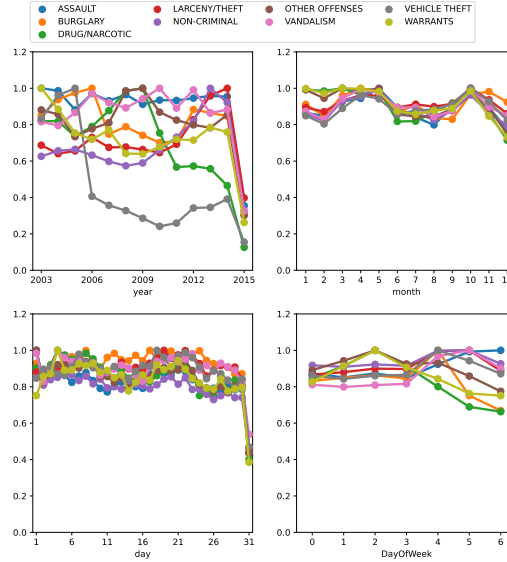 ASSAULT LARCENY/THEFT OTHER OFFENSES VEHICLE THEFT
BURGLARY NON-CRIMINAL VANDALISM WARRANTS
DRUG/NARCOTIC
1.2 1.2
1.0 1.0
0.8 0.8
0.6 0.6
0.4 0.4
0.2 0.2
0.0 0.0
2003 2006 2009 2012 2015 1 2 3 4 5 6 7 8 9 10 11
year month
1.2 1.2
1.0 1.0
0.8 0.8
0.6 0.6
0.4 0.4
0.2 0.2
0.0 0.0
1 6 11 16 21 26 31 0 1 2 3 4 5 6
day DayOfWeek